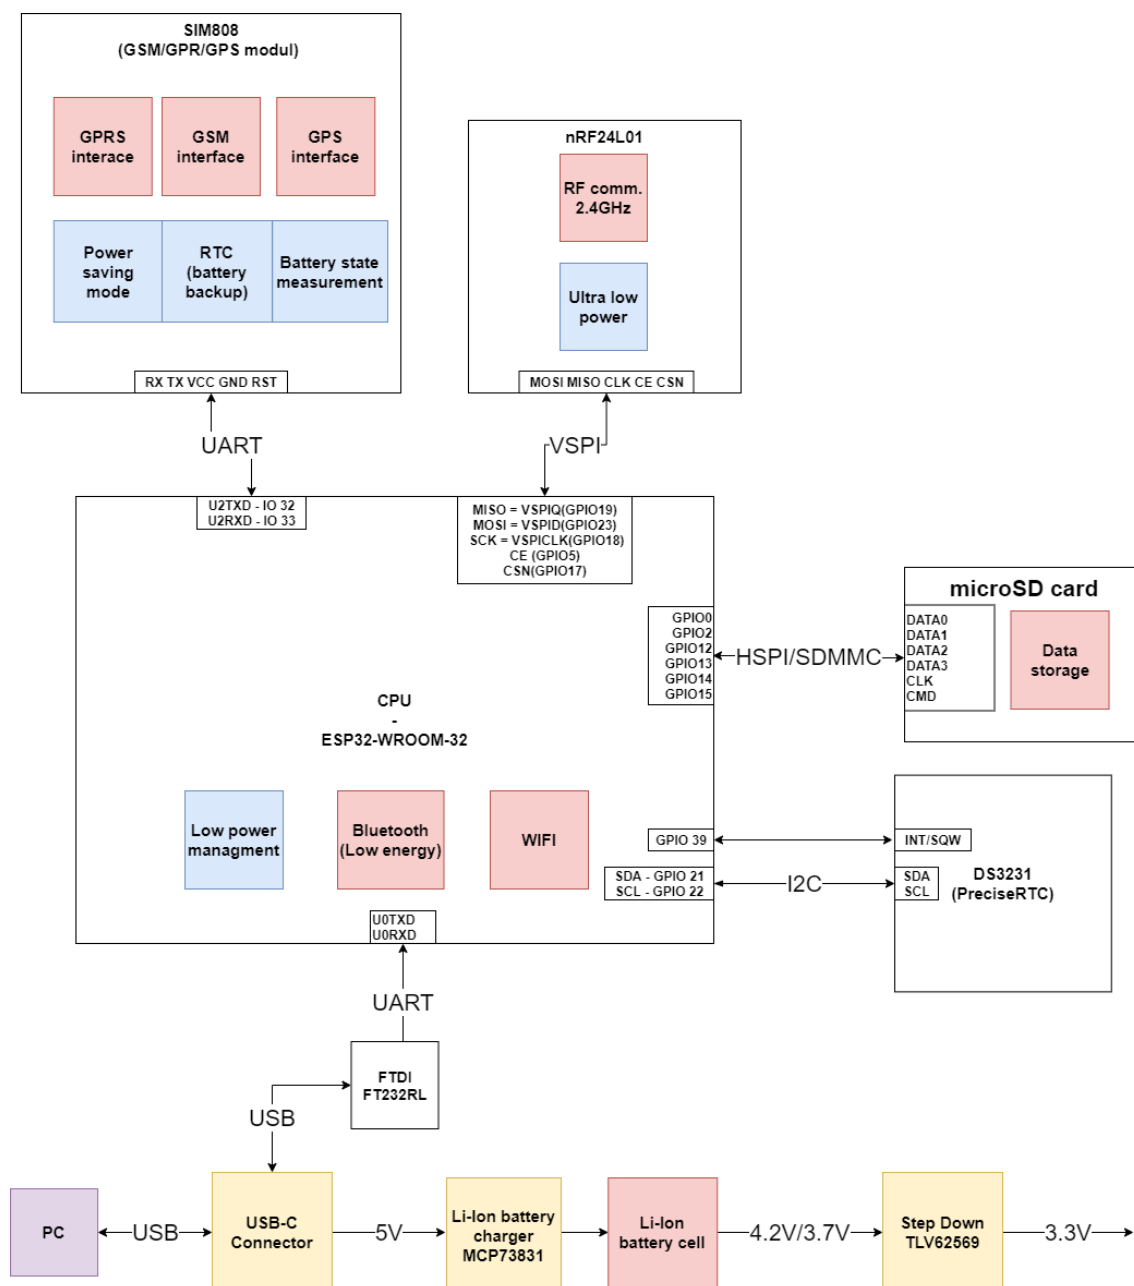 SIM808
(GSM/GPR/GPS modul)
GPRS
interace
GSM
interface
GPS
interface
Power
saving
mode
RTC
(battery
backup)
Battery state
measurement
RX TX VCC GND RST
nRF24L01
RF comm.
2.4GHz
Ultra low
power
MOSI MISO CLK CE CSN
UART
VSPI
U2TXD - IO 32
U2RXD - IO 33
MISO = VSPIQ(GPIO19)
MOSI = VSPID(GPIO23)
SCK = VSPICLK(GPIO18)
CE (GPIO5)
CSN(GPIO17)
GPIO0
GPIO2
GPIO12
GPIO13
GPIO14
GPIO15
HSPI/SDMMC
microSD card
DATA0
DATA1
DATA2
DATA3
CLK
CMD
Data
storage
CPU
-
ESP32-WROOM-32
Low power
managment
Bluetooth
(Low energy)
WIFI
GPIO 39
INT/SQW
SDA - GPIO 21
SCL - GPIO 22
I2C
SDA
SCL
DS3231
(PreciseRTC)
U0TXD
U0RXD
UART
FTDI
FT232RL
USB
PC
USB
USB-C
Connector
5V
Li-Ion battery
charger
MCP73831
Li-Ion
battery cell
4.2V/3.7V
Step Down
TLV62569
3.3V